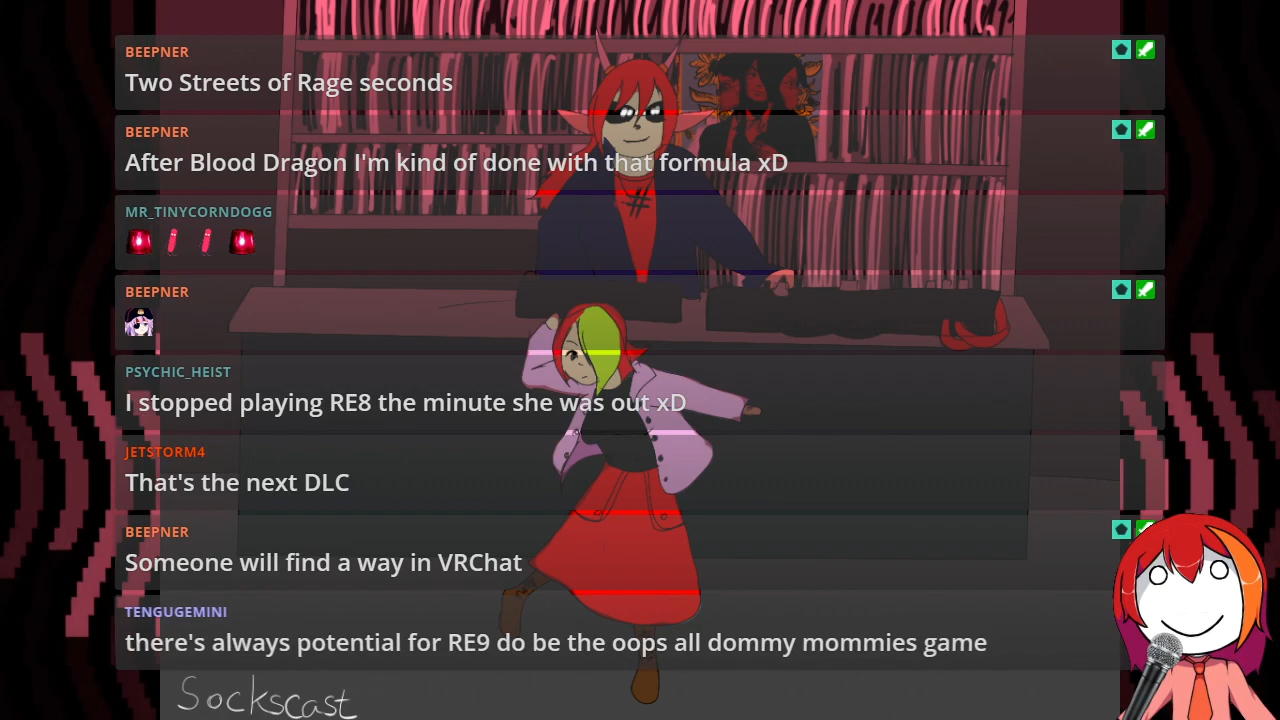 BEEPNER
Two Streets of Rage seconds
BEEPNER
After Blood Dragon I'm kind of done with that formula xD
MR_TINYCORNDOGG
BEEPNER
PSYCHIC_HEIST
I stopped playing RE8 the minute she was out xD
JETSTORM4
That's the next DLC
BEEPNER
Someone will find a way in VRChat
TENGUGEMINI
there's always potential for RE9 do be the oops all dommy mommies game
Sockscast